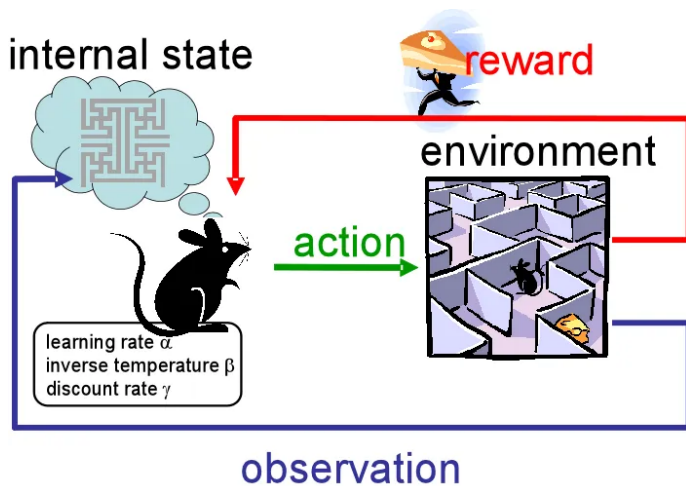 internal state
reward
environment
action
learning rate α
inverse temperature β
discount rate γ
observation